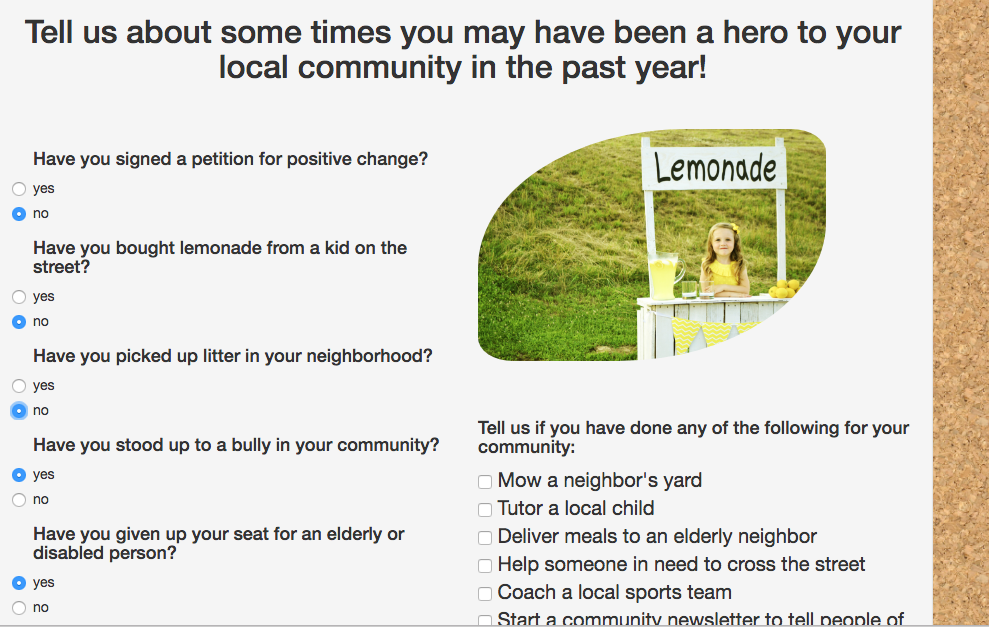 Tell us about some times you may have been a hero to your
local community in the past year!
Have you signed a petition for positive change?
yes
no
Have you bought lemonade from a kid on the
street?
yes
no
Have you picked up litter in your neighborhood?
yes
no
Have you stood up to a bully in your community?
yes
no
Have you given up your seat for an elderly or
disabled person?
yes
no
Lemonade
Tell us if you have done any of the following for your
community:
Mow a neighbor's yard
Tutor a local child
Deliver meals to an elderly neighbor
Help someone in need to cross the street
Coach a local sports team
Start a community newsletter to tell people of